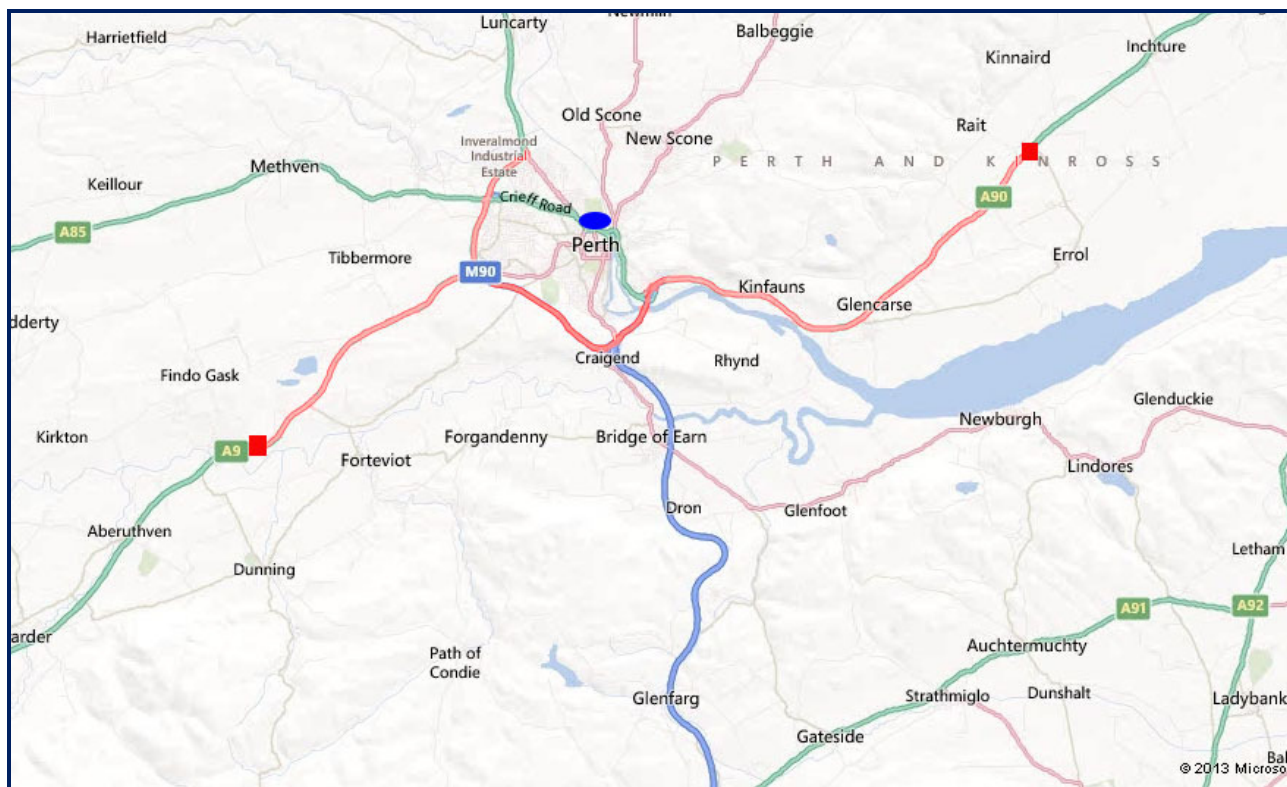 Luncarty
Harrietfield
Balbeggie
Inchture
Kinnaird
Old Scone
New Scone
Rait
Inveralmond
Industrial
Estate
PERTH AND KINROSS
Methven
Keillour
Crieff Road
A90
A85
Perth
Tibbermore
Errol
M90
Kinfauns
Glencarse
dderty
Craigend
Rhynd
Findo Gask
Glenduckie
Newburgh
Kirkton
Forgandenny
Bridge of Earn
A9
Forteviot
Lindores
Dron
Glenfoot
Aberuthven
Letham
Dunning
A91
A92
arder
Auchtermuchty
Path of
Condie
Glenfarg
Strathmiglo
Dunshalt
Ladybank
Gateside
Bal
© 2013 Microso